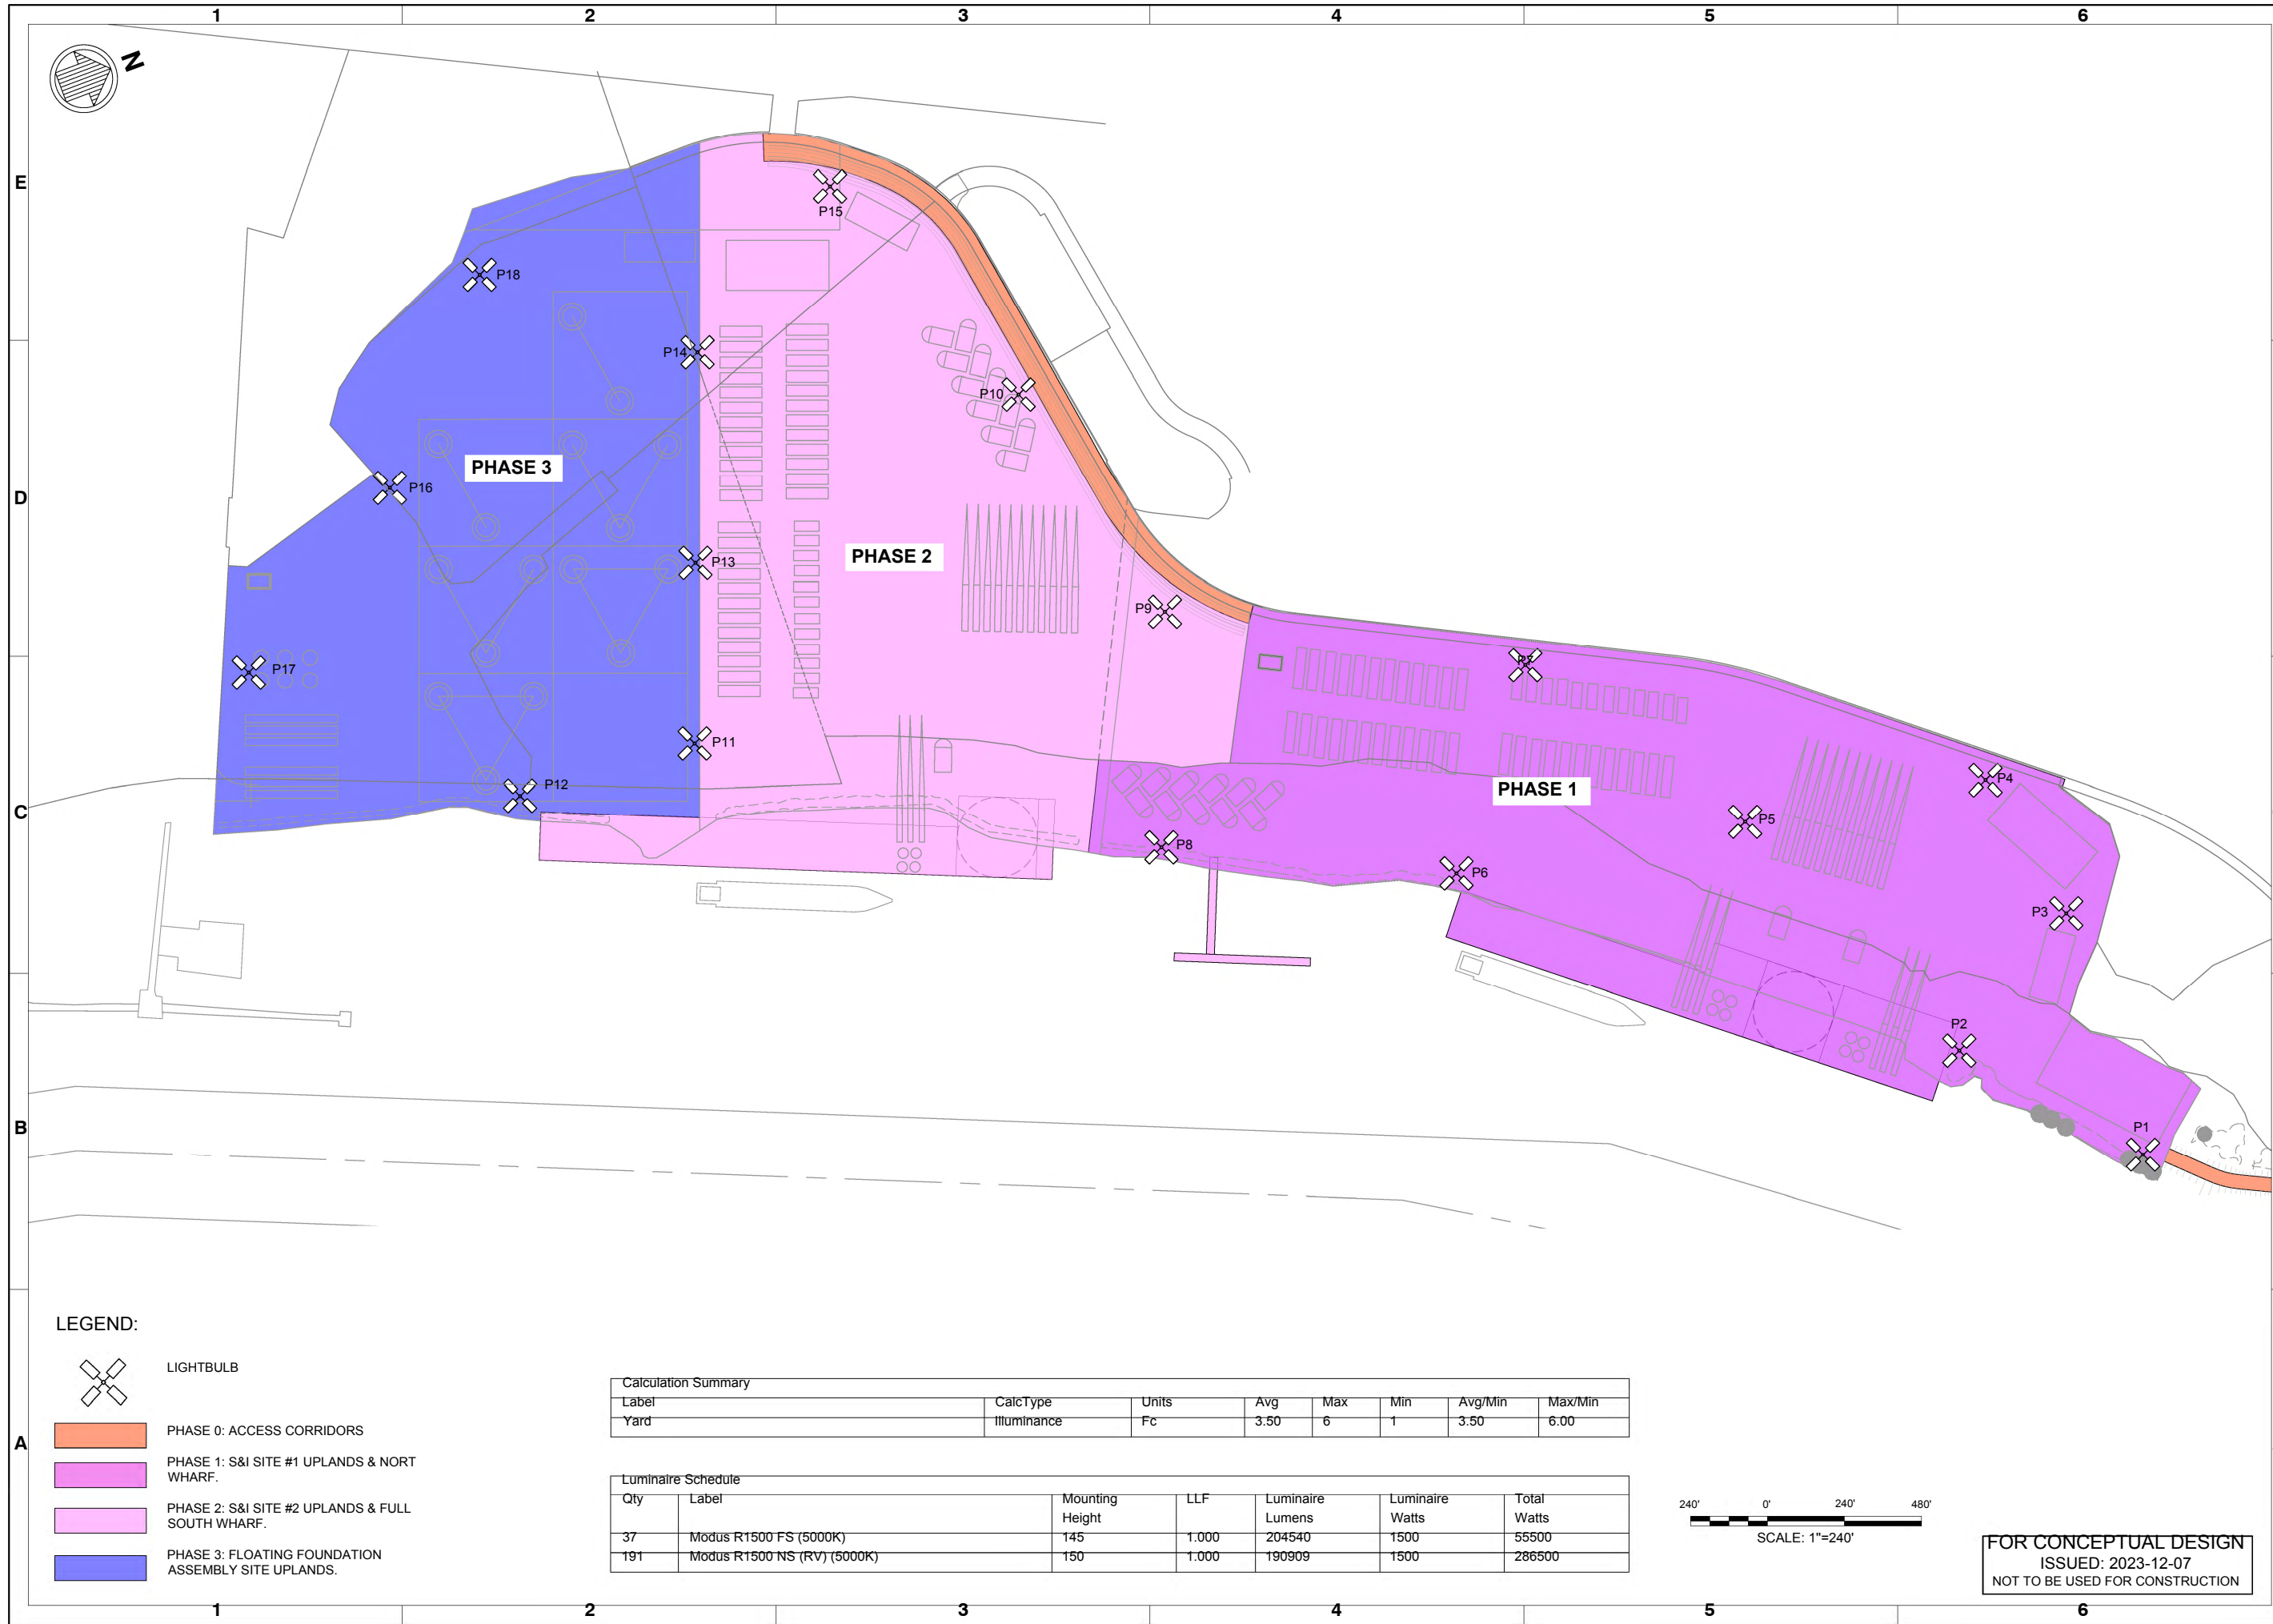 1 2 3 4 5 6
N
E
P15
P18
P14
P10
D
PHASE 3
P16
PHASE 2
P13
P9
P17
P7
P11
P4
P12
PHASE 1
C
P5
P8
P6
P3
P2
B
P1
LEGEND:
LIGHTBULB
PHASE 0: ACCESS CORRIDORS
A
PHASE 1: S&I SITE #1 UPLANDS & NORT
WHARF.
PHASE 2: S&I SITE #2 UPLANDS & FULL
SOUTH WHARF.
PHASE 3: FLOATING FOUNDATION
ASSEMBLY SITE UPLANDS.
Calculation Summary
Label CalcType Units Avg Max Min Avg/Min Max/Min
Yard Illuminance Fc 3.50 6 1 3.50 6.00
Luminaire Schedule
Qty Label Mounting Height LLF Luminaire Lumens Luminaire Watts Total Watts
37 Modus R1500 FS (5000K) 145 1.000 204540 1500 55500
191 Modus R1500 NS (RV) (5000K) 150 1.000 190909 1500 286500
240' 0' 240' 480'
SCALE: 1"=240'
FOR CONCEPTUAL DESIGN
ISSUED: 2023-12-07
NOT TO BE USED FOR CONSTRUCTION
1 2 3 4 5 6